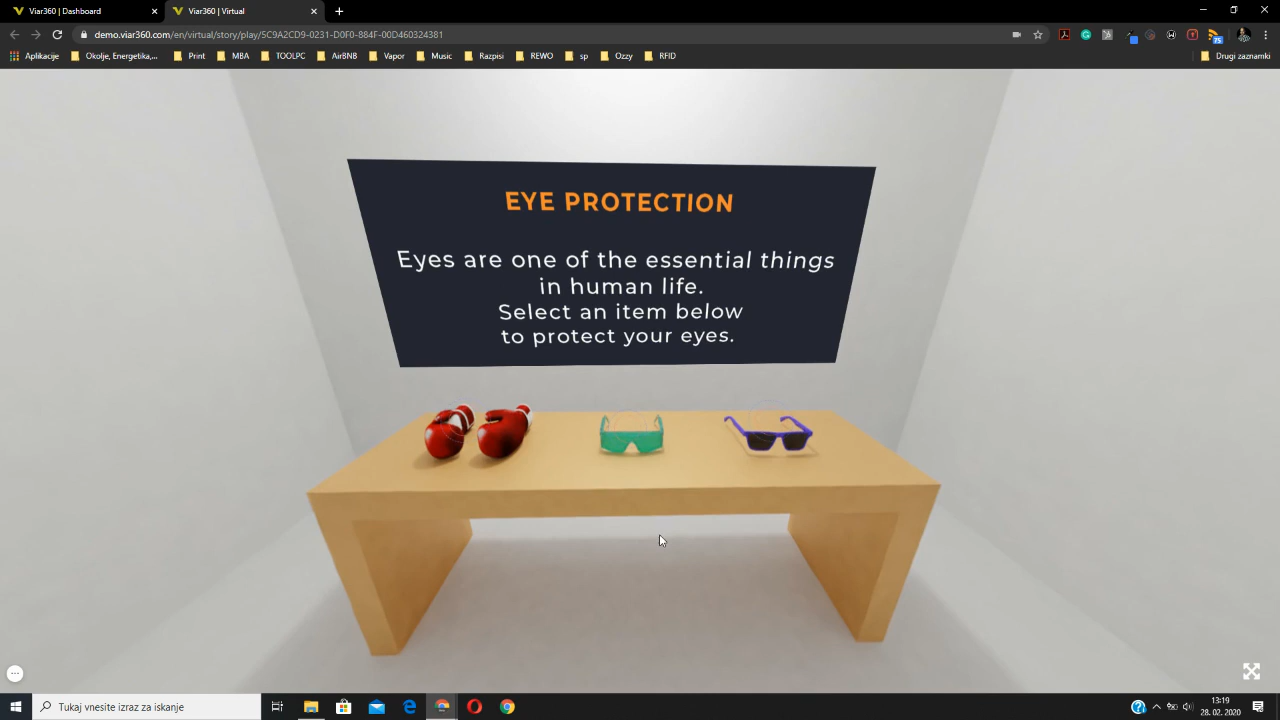 Viar360 | Dashboard
Viar360 | Virtual
demo.viar360.com/en/virtual/story/play/5C9A2CD9-0231-D0F0-884F-00D460324381
75
Aplikacije
Okolje, Energetika,...
Print
MBA
TOOLPC
AirBNB
Vapor
Music
Razpisi
REWO
sp
Ozzy
RFID
Drugi zaznamki
EYE PROTECTION
Eyes are one of the essential things
in human life.
Select an item below
to protect your eyes.
Tukaj vnesite izraz za iskanje
13:19
28. 02. 2020